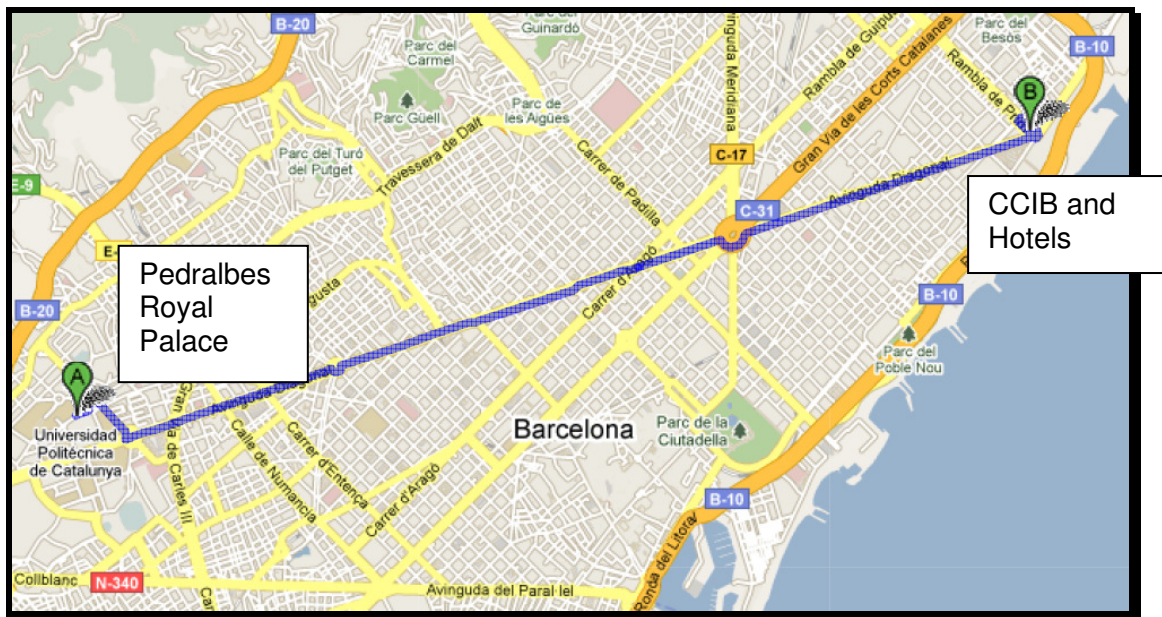 B-20
Parc del
Guinardó
Parc del
Carmel
Parc Güell
Parc de
les Aigües
Travessera de Dalt
Parc del Turó
del Putget
Avinguda Meridiana
Rambla de Guipús
Gran Via de les Corts Catalanes
Parc del
Besòs
B-10
Rambla de Pr
B
C-17
Carrer de Padilla
Avinguda Diagonal
C-31
E-9
E-
CCIB and
Hotels
Pedralbes
Royal
Palace
gusta
B-20
Carrer d'Aragó
B-10
Parc del
Poble Nou
A
Avinguda Diagonal
Universidad
Politécnica
de Catalunya
Gran Via de Carles III
Calle de Numancia
Carrer d'Entença
Carrer d'Aragó
Barcelona
Parc de la
Ciutadella
B-10
Ronda del Litoral
Collblanc
N-340
Avinguda del Paral·lel